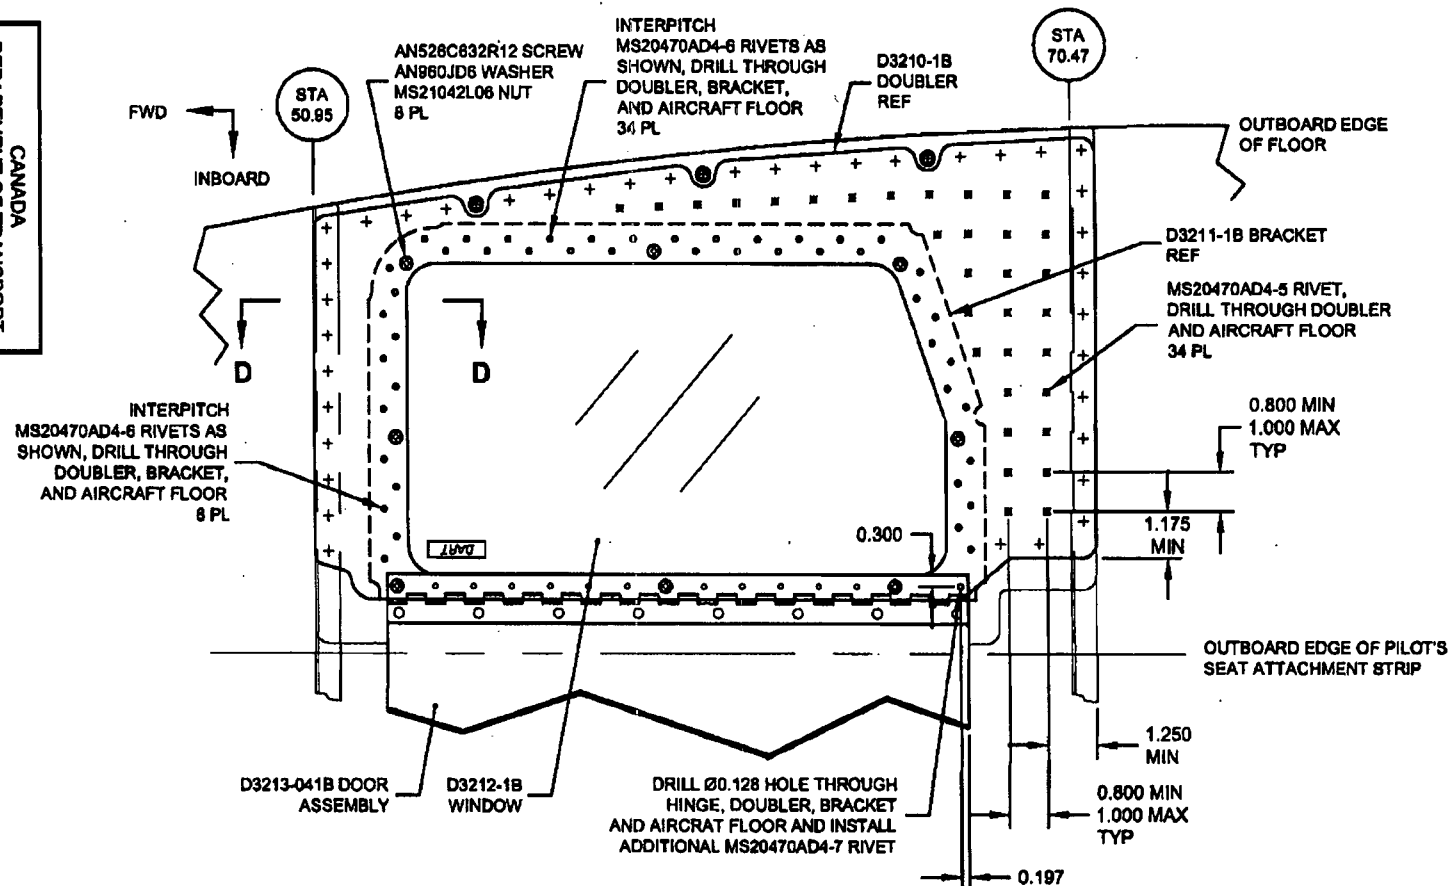 CANADA
AN526C632R12 SCREW
AN960JD6 WASHER
MS21042L06 NUT
8 PL
INTERPITCH
MS20470AD4-6 RIVETS AS
SHOWN, DRILL THROUGH
DOUBLER, BRACKET,
AND AIRCRAFT FLOOR
34 PL
D3210-1B
DOUBLER
REF
STA
70.47
STA
50.95
FWD
INBOARD
OUTBOARD EDGE
OF FLOOR
D3211-1B BRACKET
REF
MS20470AD4-5 RIVET,
DRILL THROUGH DOUBLER
AND AIRCRAFT FLOOR
34 PL
D
D
INTERPITCH
MS20470AD4-6 RIVETS AS
SHOWN, DRILL THROUGH
DOUBLER, BRACKET,
AND AIRCRAFT FLOOR
8 PL
0.800 MIN
1.000 MAX
TYP
0.300
1.175
MIN
DART
OUTBOARD EDGE OF PILOT'S
SEAT ATTACHMENT STRIP
1.250
MIN
D3213-041B DOOR
ASSEMBLY
D3212-1B
WINDOW
DRILL Ø0.128 HOLE THROUGH
HINGE, DOUBLER, BRACKET
AND AIRCRAT FLOOR AND INSTALL
ADDITIONAL MS20470AD4-7 RIVET
0.800 MIN
1.000 MAX
TYP
0.197